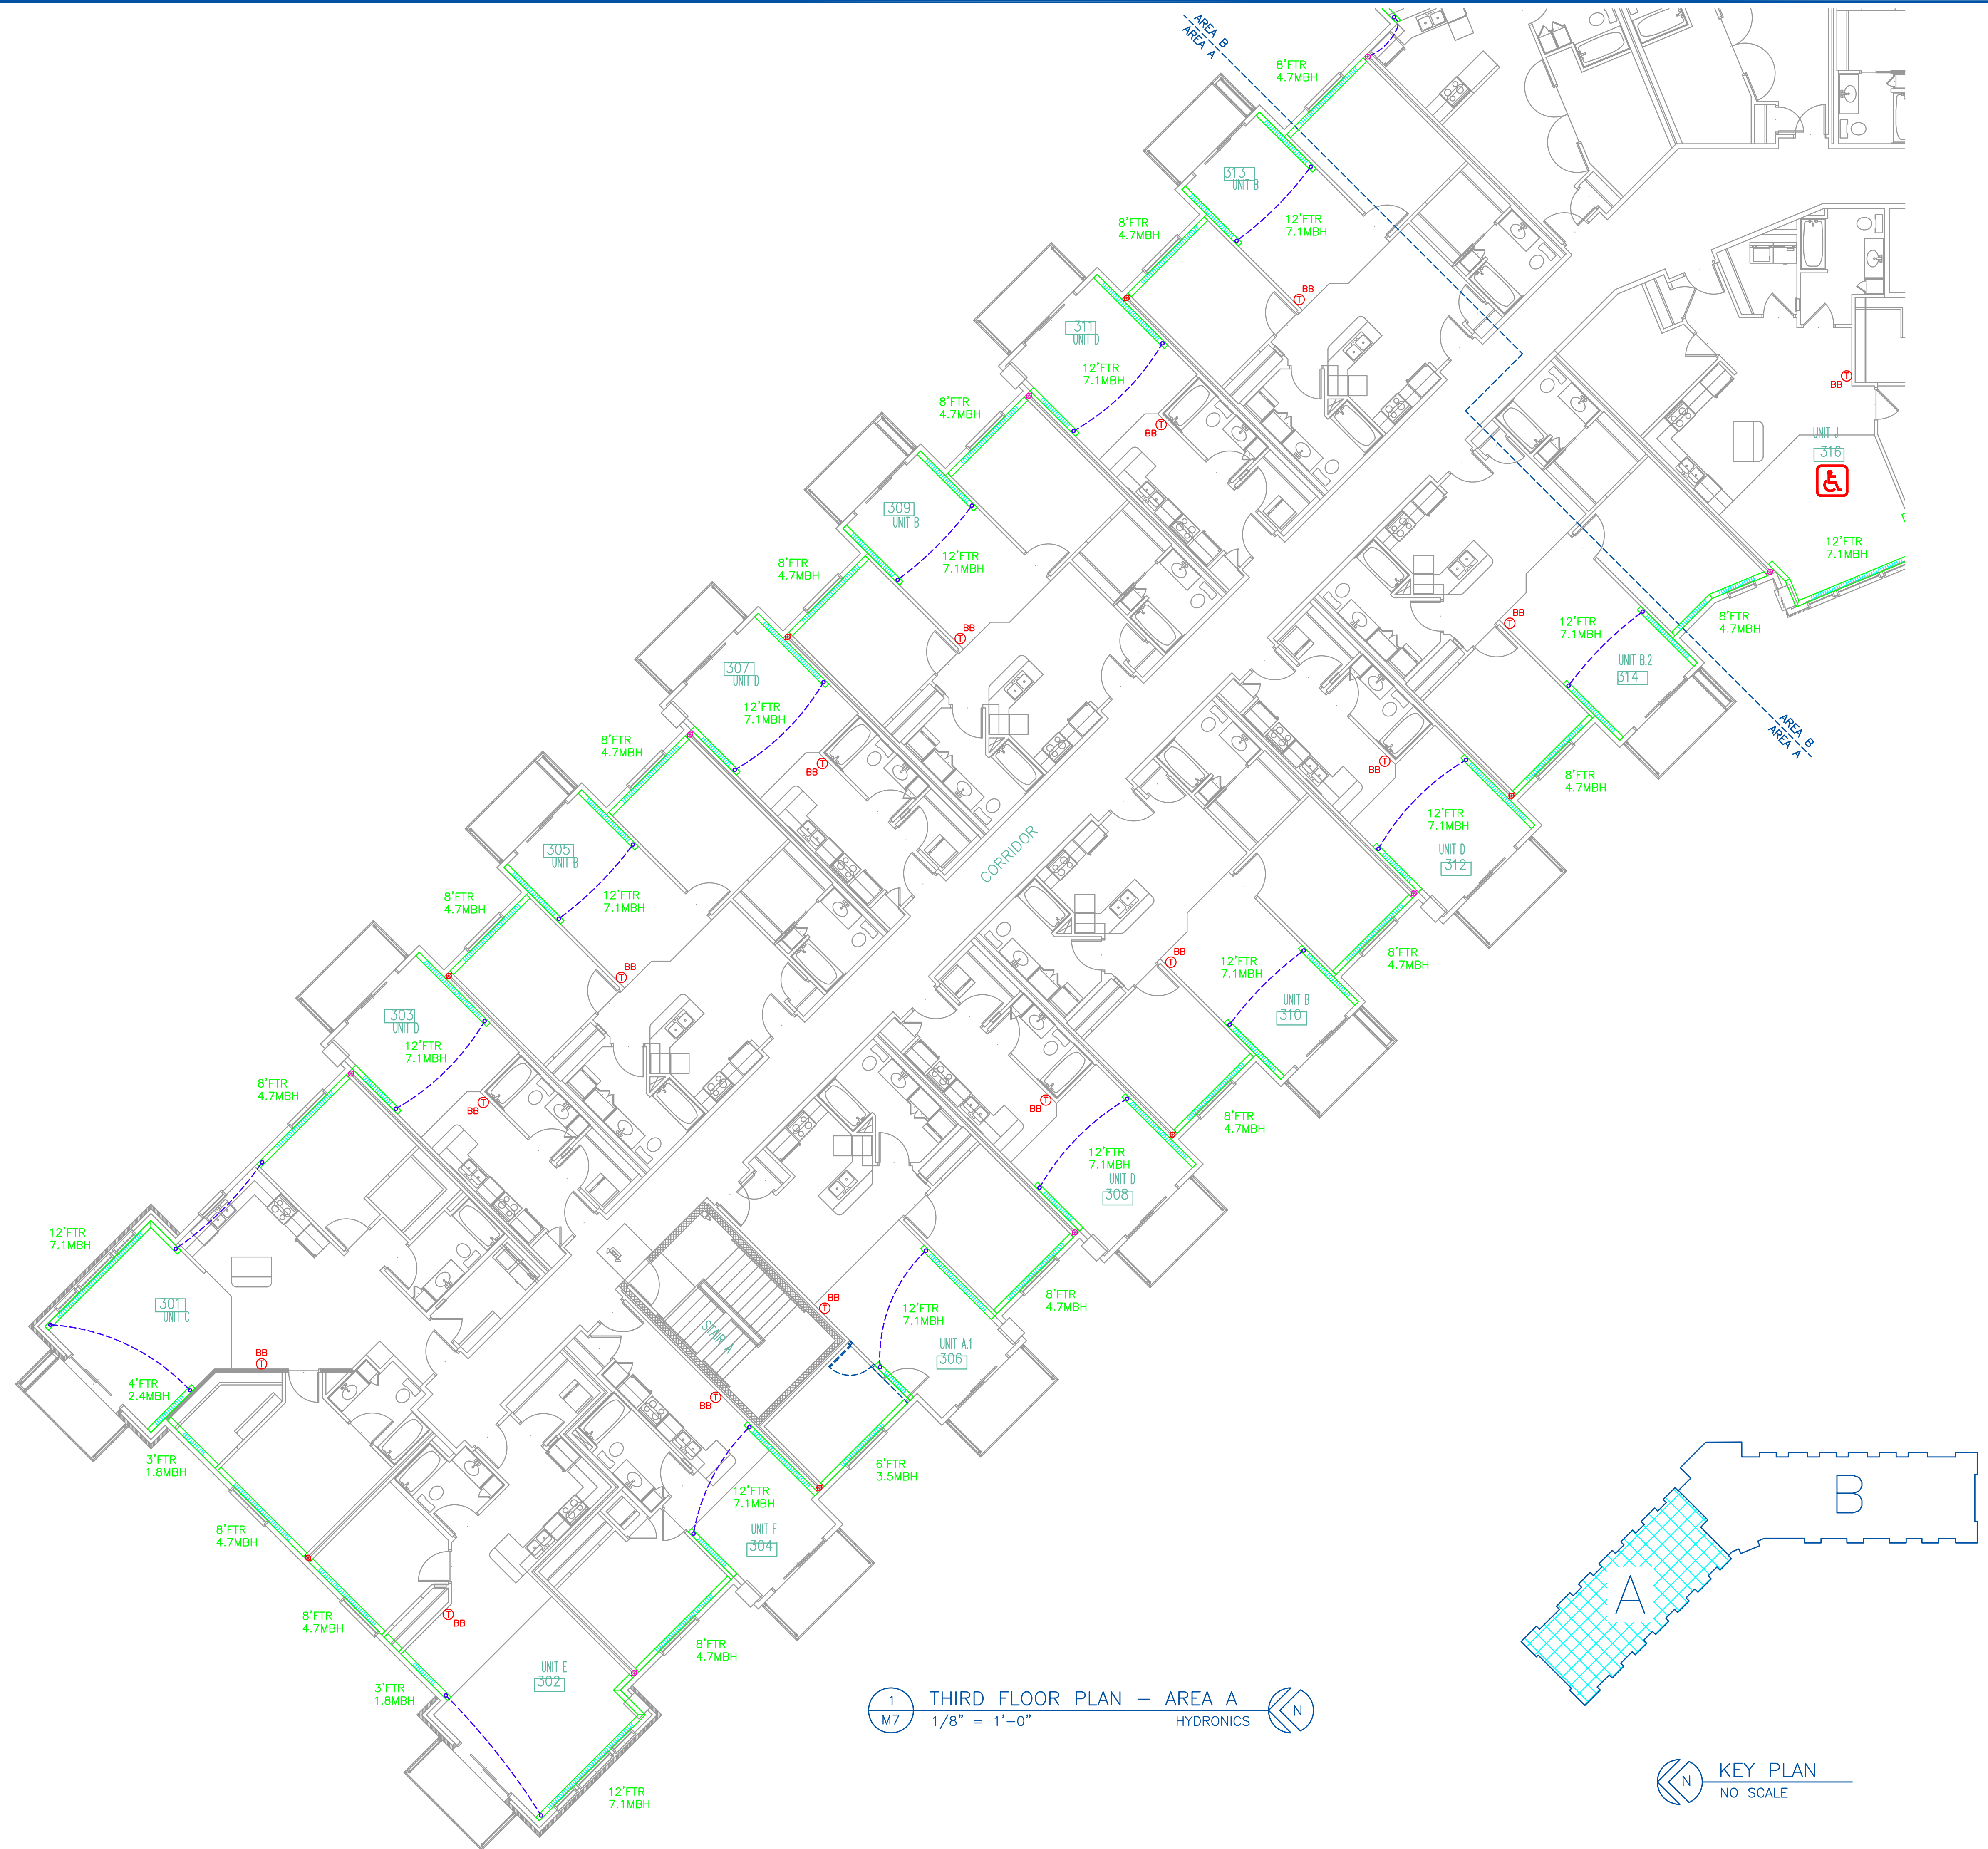 AREA B
AREA A
8'FTR
4.7MBH
313
UNIT B
12'FTR
7.1MBH
8'FTR
4.7MBH
BB
T
311
UNIT D
12'FTR
7.1MBH
BB
T
BB
T
UNIT J
316
12'FTR
7.1MBH
8'FTR
4.7MBH
8'FTR
4.7MBH
309
UNIT B
12'FTR
7.1MBH
8'FTR
4.7MBH
BB
T
BB
T
12'FTR
7.1MBH
UNIT B.2
314
AREA B
AREA A
8'FTR
4.7MBH
307
UNIT D
12'FTR
7.1MBH
BB
T
8'FTR
4.7MBH
BB
T
12'FTR
7.1MBH
UNIT D
312
8'FTR
4.7MBH
305
UNIT B
12'FTR
7.1MBH
8'FTR
4.7MBH
BB
T
CORRIDOR
BB
T
12'FTR
7.1MBH
UNIT B
310
8'FTR
4.7MBH
303
UNIT D
12'FTR
7.1MBH
BB
T
8'FTR
4.7MBH
BB
T
12'FTR
7.1MBH
UNIT D
308
8'FTR
4.7MBH
12'FTR
7.1MBH
301
UNIT C
BB
T
4'FTR
2.4MBH
3'FTR
1.8MBH
STAIR A
BB
T
12'FTR
7.1MBH
UNIT A.1
306
BB
T
6'FTR
3.5MBH
12'FTR
7.1MBH
UNIT F
304
8'FTR
4.7MBH
8'FTR
4.7MBH
T
BB
8'FTR
4.7MBH
UNIT E
302
3'FTR
1.8MBH
12'FTR
7.1MBH
1
M7
THIRD FLOOR PLAN - AREA A
1/8" = 1'-0"
HYDRONICS
N
B
A
N
KEY PLAN
NO SCALE